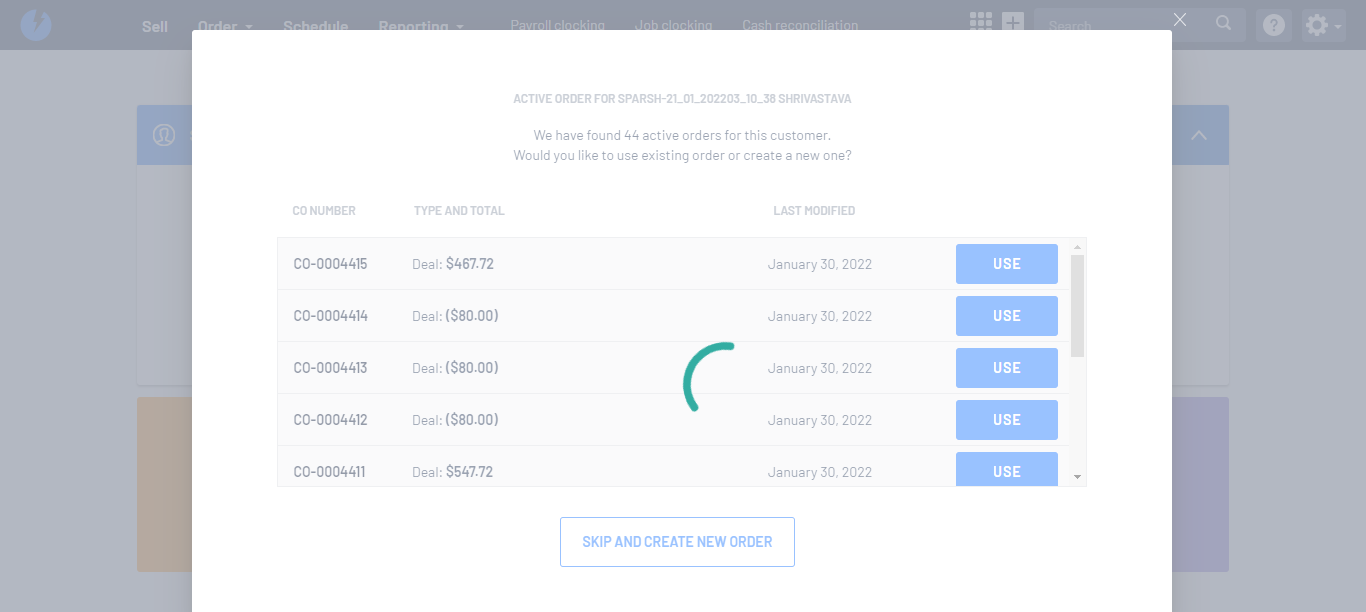 Sell Order Schedule Reporting Payroll clocking Job clocking Cash reconciliation Search
ACTIVE ORDER FOR SPARSH-21_01_202203_10_38 SHRIVASTAVA
We have found 44 active orders for this customer.
Would you like to use existing order or create a new one?
CO NUMBER TYPE AND TOTAL LAST MODIFIED
CO-0004415 Deal: $467.72 January 30, 2022 USE
CO-0004414 Deal: ($80.00) January 30, 2022 USE
CO-0004413 Deal: ($80.00) January 30, 2022 USE
CO-0004412 Deal: ($80.00) January 30, 2022 USE
CO-0004411 Deal: $547.72 January 30, 2022 USE
SKIP AND CREATE NEW ORDER